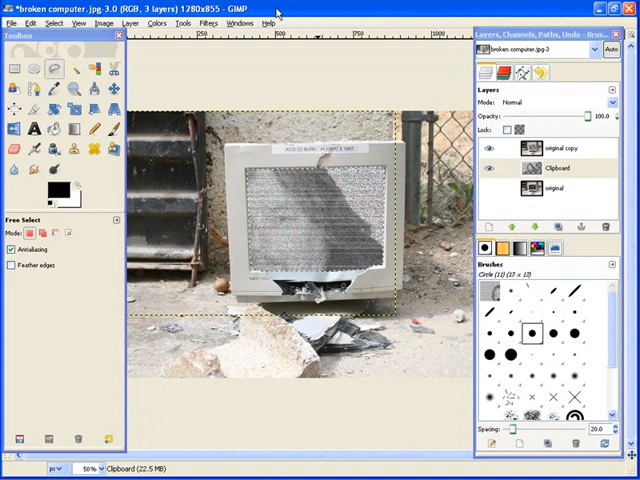 *broken computer.jpg-3.0 (RGB, 3 layers) 1280x855 - GIMP
File Edit Select View Image Layer Colors Tools Filters Windows Help
Toolbox
Free Select
Mode:
Antialiasing
Feather edges
500
750
1000
px 50% Clipboard (22.5 MB)
Layers, Channels, Paths, Undo - Brus...
broken computer.jpg-3 Auto
Layers
Mode: Normal
Opacity: 100.0
Lock:
original copy
Clipboard
original
Brushes
Circle (11) (13 x 13)
Spacing: 20.0